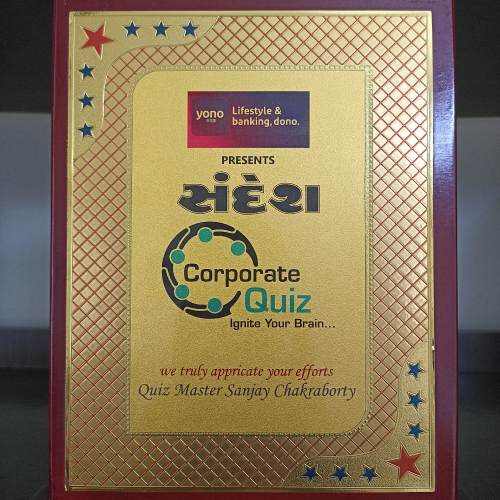 yono
Lifestyle &
banking, dono.
PRESENTS
સંદેશ
Corporate
Quiz
Ignite Your Brain...
we truly appricate your efforts
Quiz Master Sanjay Chakraborty